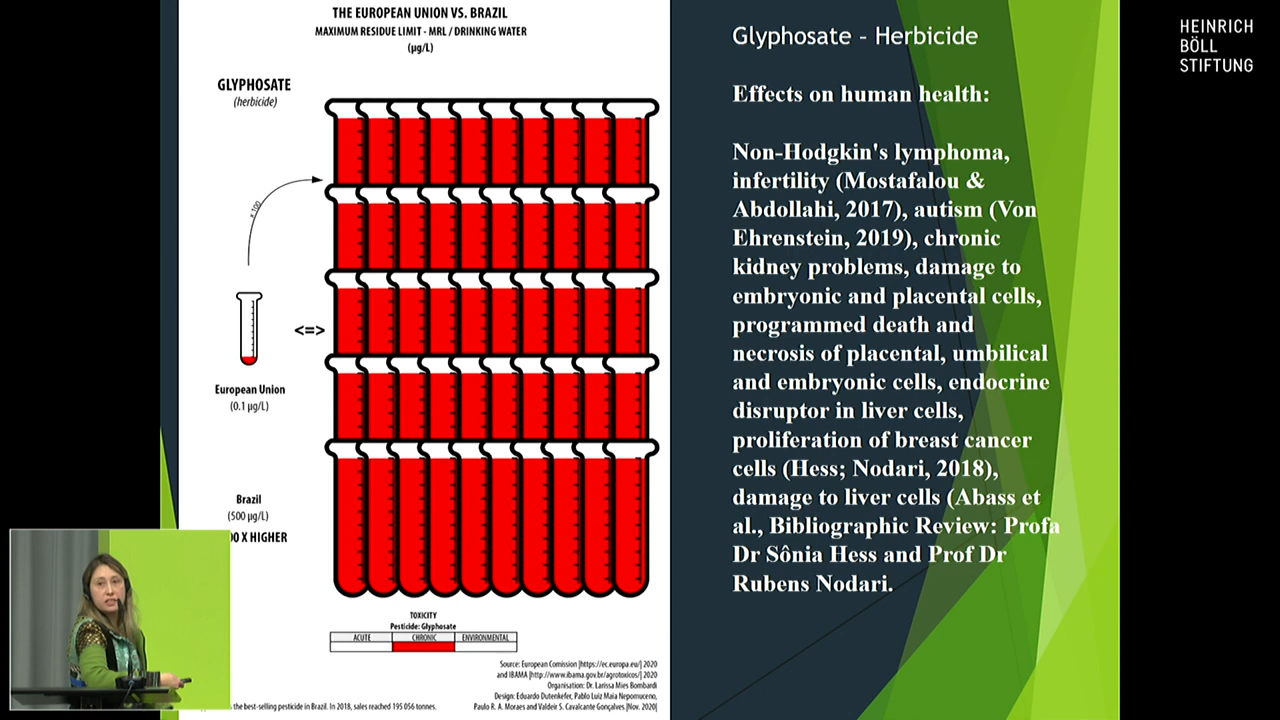 THE EUROPEAN UNION VS. BRAZIL
MAXIMUM RESIDUE LIMIT - MRL / DRINKING WATER
(µg/L)
GLYPHOSATE
(herbicide)
x 100
<=>
European Union
(0.1 µg/L)
Brazil
(500 µg/L)
00 X HIGHER
TOXICITY
Pesticide: Glyphosate
ACUTE CHRONIC ENVIRONMENTAL
Source: European Comission |https://ec.europa.eu/| 2020
and IBAMA |http://www.ibama.gov.br/agrotoxicos/| 2020
Organisation: Dr. Larissa Mies Bombardi
Design: Eduardo Dutenkefer, Pablo Luiz Maia Nepomuceno,
Paulo R. A. Moraes and Valdeir S. Cavalcante Gonçalves |Nov. 2020|
the best-selling pesticide in Brazil. In 2018, sales reached 195 056 tonnes.
Glyphosate – Herbicide
Effects on human health:
Non-Hodgkin's lymphoma,
infertility (Mostafalou &
Abdollahi, 2017), autism (Von
Ehrenstein, 2019), chronic
kidney problems, damage to
embryonic and placental cells,
programmed death and
necrosis of placental, umbilical
and embryonic cells, endocrine
disruptor in liver cells,
proliferation of breast cancer
cells (Hess; Nodari, 2018),
damage to liver cells (Abass et
al., Bibliographic Review: Profa
Dr Sônia Hess and Prof Dr
Rubens Nodari.
HEINRICH
BÖLL
STIFTUNG